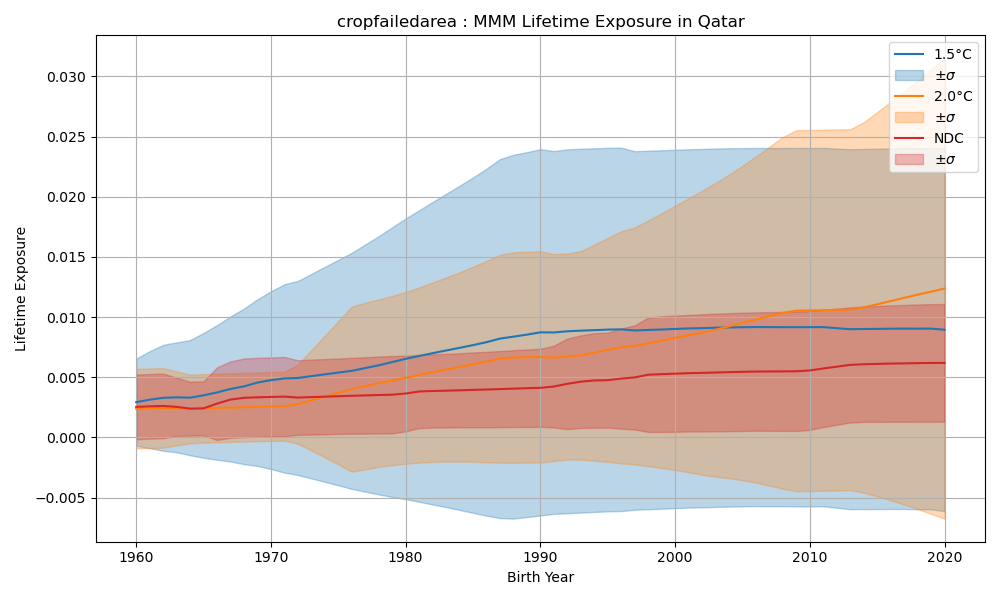 cropfailedarea : MMM Lifetime Exposure in Qatar
Lifetime Exposure
0.030
0.025
0.020
0.015
0.010
0.005
0.000
−0.005
1.5°C
±σ
2.0°C
±σ
NDC
±σ
1960
1970
1980
1990
2000
2010
2020
Birth Year